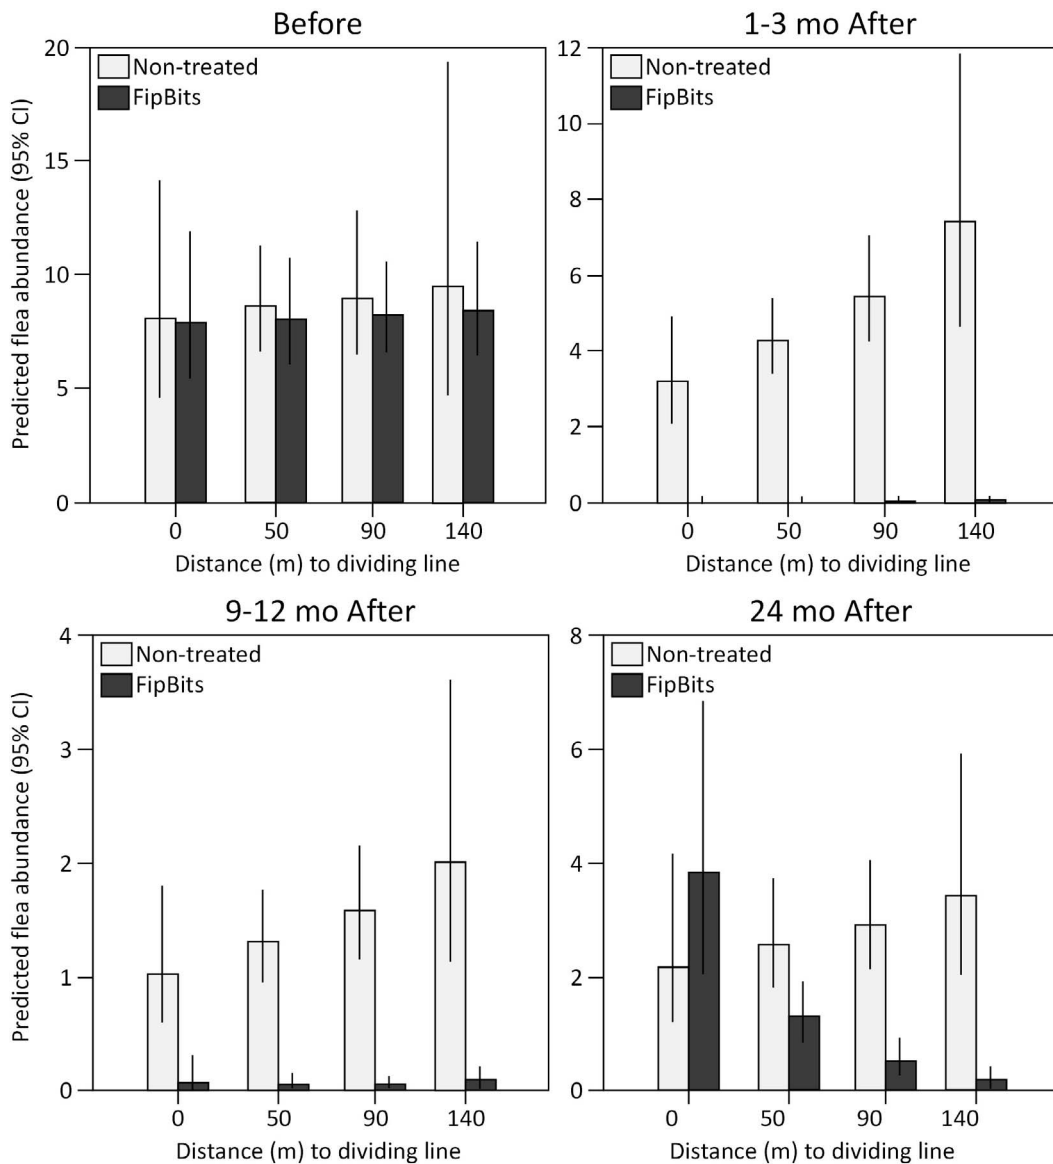 Before
Predicted flea abundance (95% CI)
20
15
10
5
0
Non-treated
FipBits
0 50 90 140
Distance (m) to dividing line
1-3 mo After
12
10
8
6
4
2
0
Non-treated
FipBits
0 50 90 140
Distance (m) to dividing line
9-12 mo After
Predicted flea abundance (95% CI)
4
3
2
1
0
Non-treated
FipBits
0 50 90 140
Distance (m) to dividing line
24 mo After
8
6
4
2
0
Non-treated
FipBits
0 50 90 140
Distance (m) to dividing line